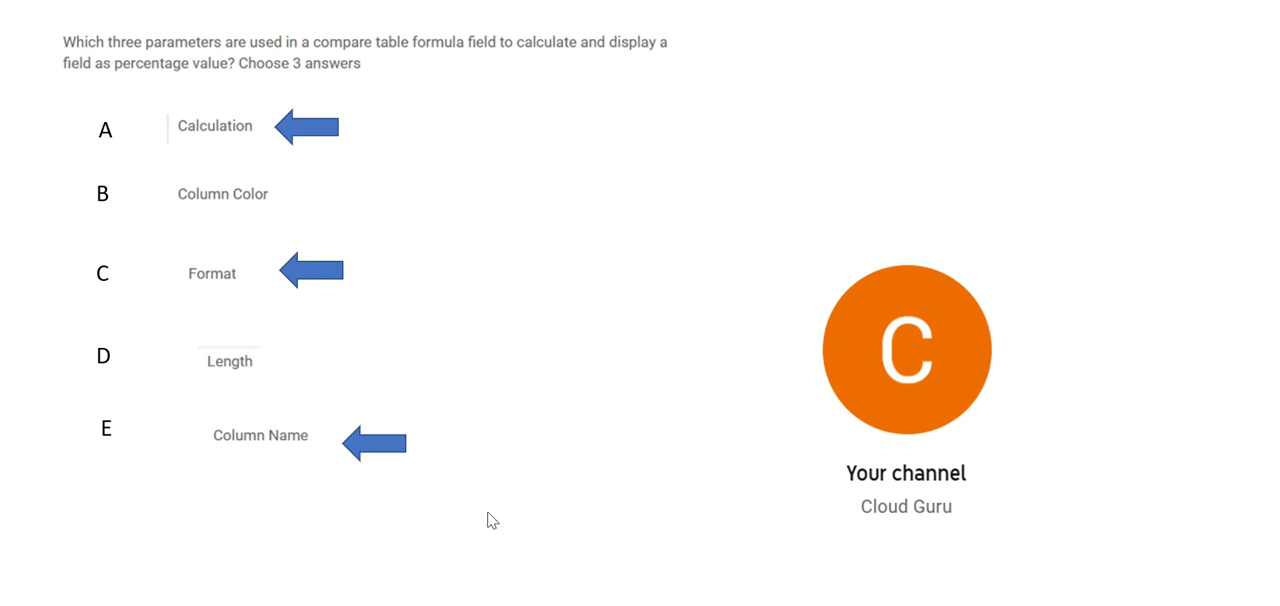 Which three parameters are used in a compare table formula field to calculate and display a
field as percentage value? Choose 3 answers
A Calculation
B Column Color
C Format
D Length
E Column Name
C
Your channel
Cloud Guru